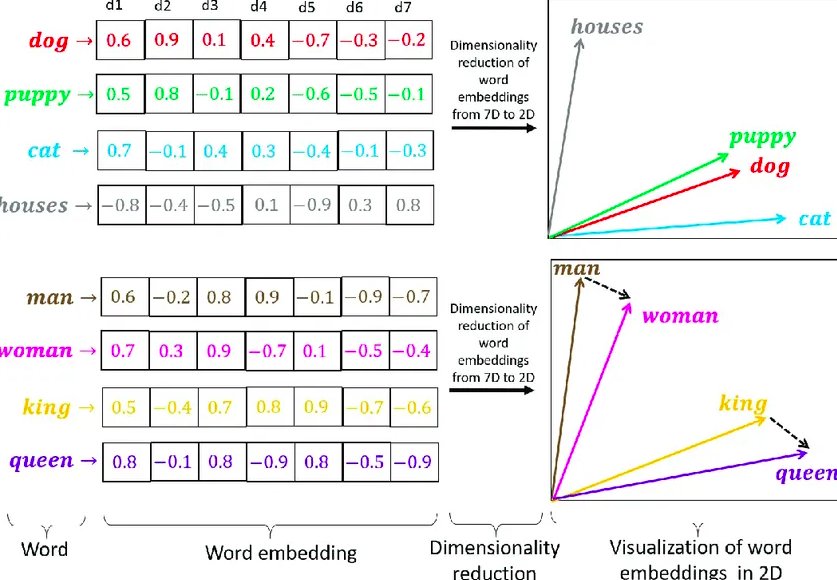 d1 d2 d3 d4 d5 d6 d7
dog → 0.6 0.9 0.1 0.4 −0.7 −0.3 −0.2
puppy → 0.5 0.8 −0.1 0.2 −0.6 −0.5 −0.1
cat → 0.7 −0.1 0.4 0.3 −0.4 −0.1 −0.3
houses → −0.8 −0.4 −0.5 0.1 −0.9 0.3 0.8
Dimensionality
reduction of
word
embeddings
from 7D to 2D
houses
puppy
dog
cat
man → 0.6 −0.2 0.8 0.9 −0.1 −0.9 −0.7
woman → 0.7 0.3 0.9 −0.7 0.1 −0.5 −0.4
king → 0.5 −0.4 0.7 0.8 0.9 −0.7 −0.6
queen → 0.8 −0.1 0.8 −0.9 0.8 −0.5 −0.9
Dimensionality
reduction of
word
embeddings
from 7D to 2D
man
woman
king
queen
Word
Word embedding
Dimensionality
reduction
Visualization of word
embeddings in 2D